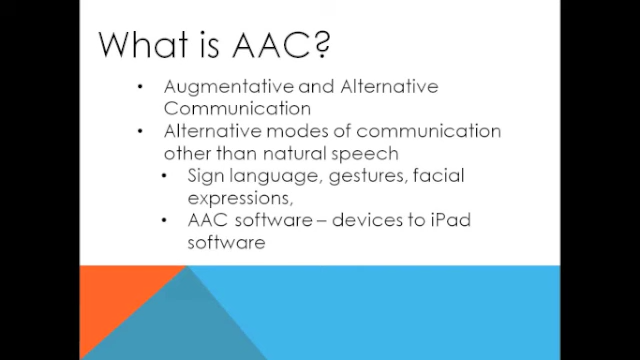 What is AAC?
• Augmentative and Alternative
Communication
• Alternative modes of communication
other than natural speech
• Sign language, gestures, facial
expressions,
• AAC software – devices to iPad
software